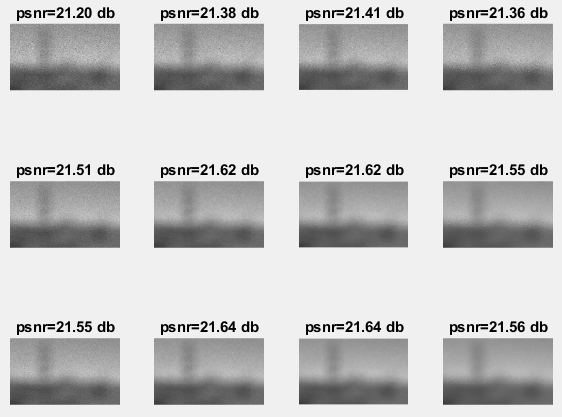 psnr=21.20 db psnr=21.38 db psnr=21.41 db psnr=21.36 db
psnr=21.51 db psnr=21.62 db psnr=21.62 db psnr=21.55 db
psnr=21.55 db psnr=21.64 db psnr=21.64 db psnr=21.56 db